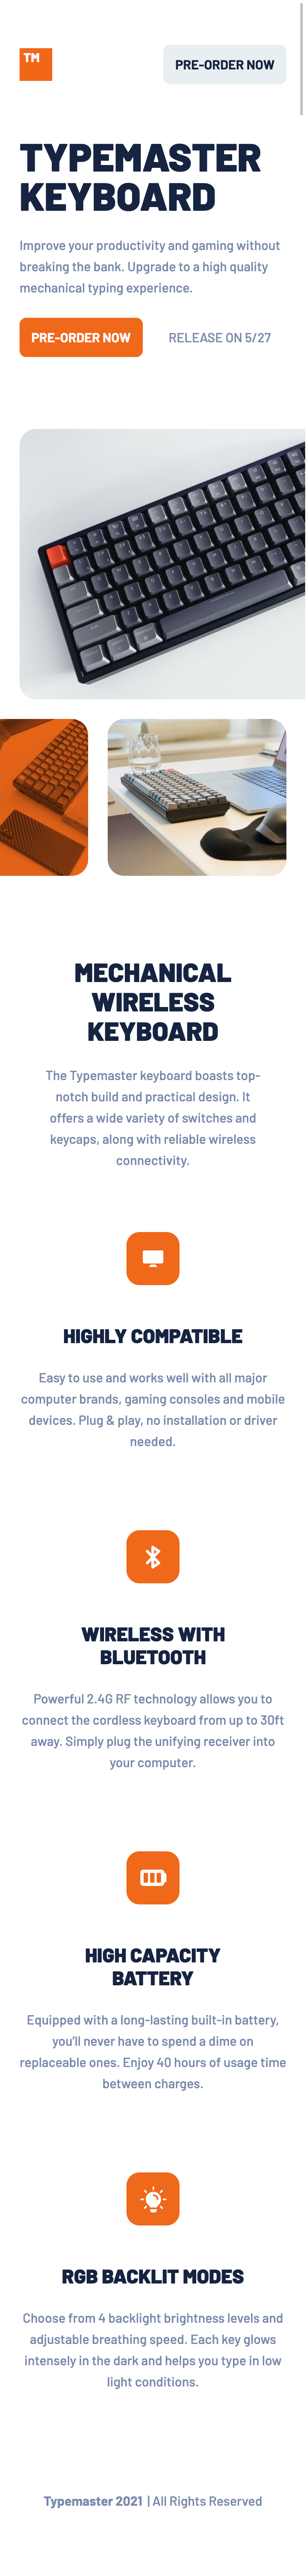 TM
PRE-ORDER NOW
TYPEMASTER
KEYBOARD
Improve your productivity and gaming without
breaking the bank. Upgrade to a high quality
mechanical typing experience.
PRE-ORDER NOW
RELEASE ON 5/27
MECHANICAL
WIRELESS
KEYBOARD
The Typemaster keyboard boasts top-
notch build and practical design. It
offers a wide variety of switches and
keycaps, along with reliable wireless
connectivity.
HIGHLY COMPATIBLE
Easy to use and works well with all major
computer brands, gaming consoles and mobile
devices. Plug & play, no installation or driver
needed.
WIRELESS WITH
BLUETOOTH
Powerful 2.4G RF technology allows you to
connect the cordless keyboard from up to 30ft
away. Simply plug the unifying receiver into
your computer.
HIGH CAPACITY
BATTERY
Equipped with a long-lasting built-in battery,
you’ll never have to spend a dime on
replaceable ones. Enjoy 40 hours of usage time
between charges.
RGB BACKLIT MODES
Choose from 4 backlight brightness levels and
adjustable breathing speed. Each key glows
intensely in the dark and helps you type in low
light conditions.
Typemaster 2021 | All Rights Reserved